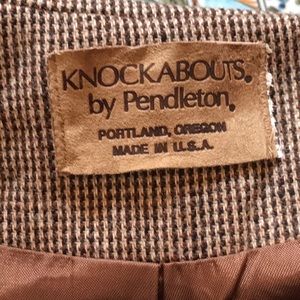 KNOCKABOUTS®
by Pendleton®
PORTLAND, OREGON
MADE IN U.S.A.